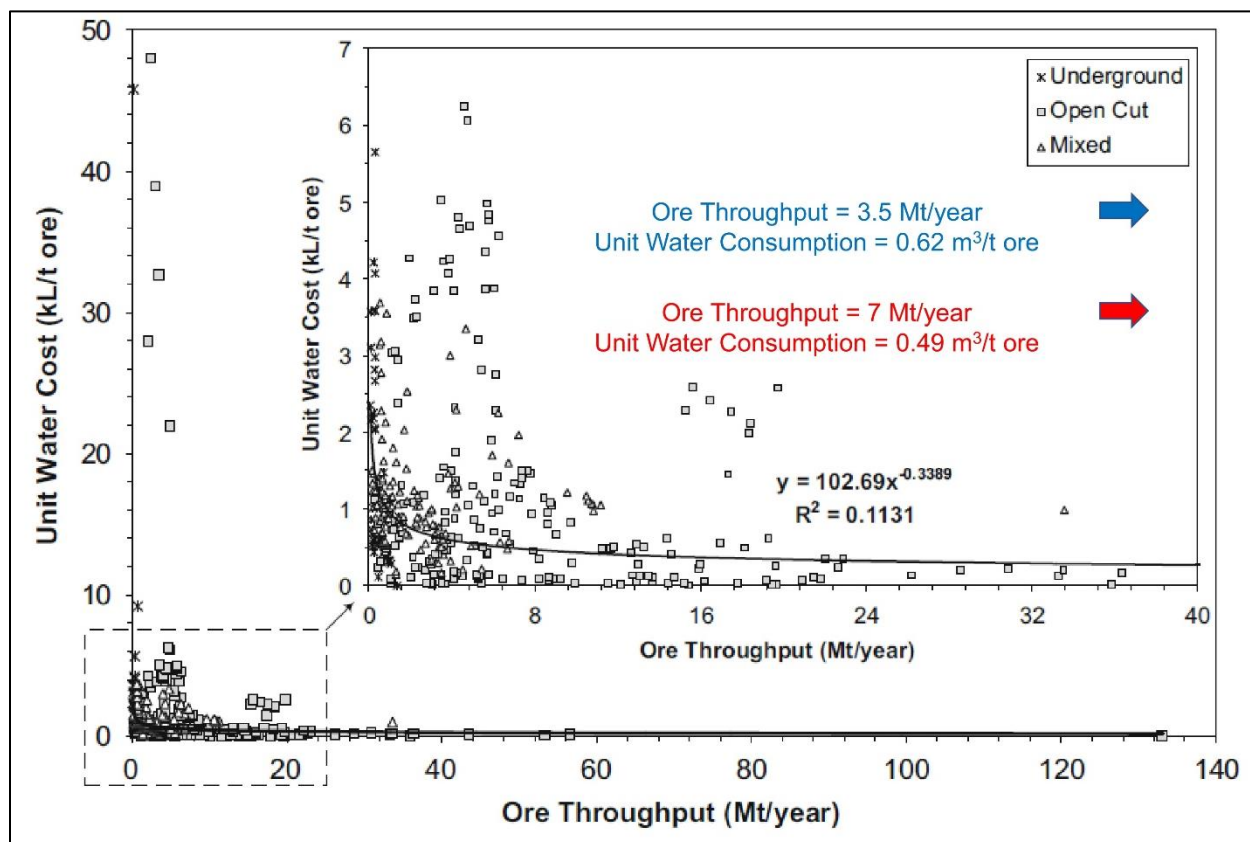 50
40
30
20
10
0
Unit Water Cost (kL/t ore)
0
20
40
60
80
100
120
140
Ore Throughput (Mt/year)
7
6
5
4
3
2
1
0
Unit Water Cost (kL/t ore)
0
8
16
24
32
40
Ore Throughput (Mt/year)
Underground
Open Cut
Mixed
Ore Throughput = 3.5 Mt/year
Unit Water Consumption = 0.62 m³/t ore
Ore Throughput = 7 Mt/year
Unit Water Consumption = 0.49 m³/t ore
y = 102.69x⁻⁰·³³⁸⁹
R² = 0.1131